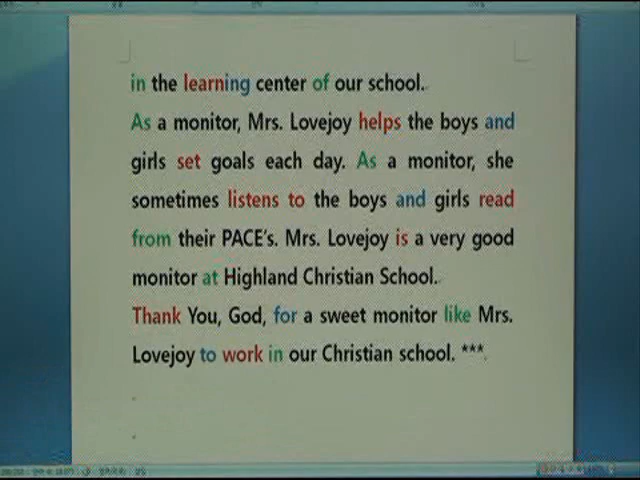 in the learning center of our school.
As a monitor, Mrs. Lovejoy helps the boys and
girls set goals each day. As a monitor, she
sometimes listens to the boys and girls read
from their PACE's. Mrs. Lovejoy is a very good
monitor at Highland Christian School.
Thank You, God, for a sweet monitor like Mrs.
Lovejoy to work in our Christian school. ***